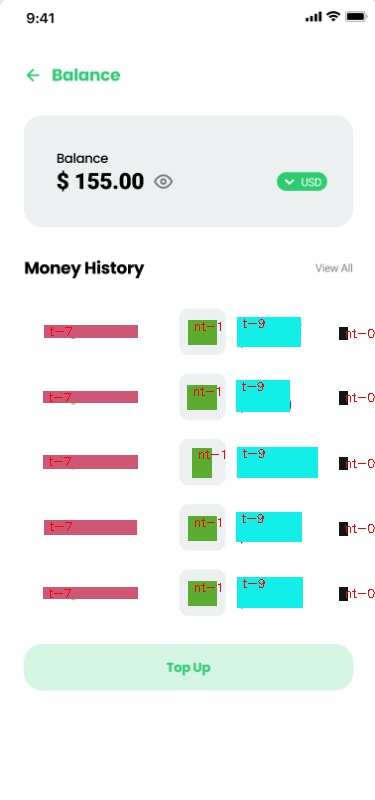 9:41
Balance
Balance
$ 155.00
USD
Money History
View All
t-7 nt-1 t-9 nt-0
t-7 nt-1 t-9 nt-0
t-7 nt-1 t-9 nt-0
t-7 nt-1 t-9 nt-0
t-7 nt-1 t-9 nt-0
Top Up